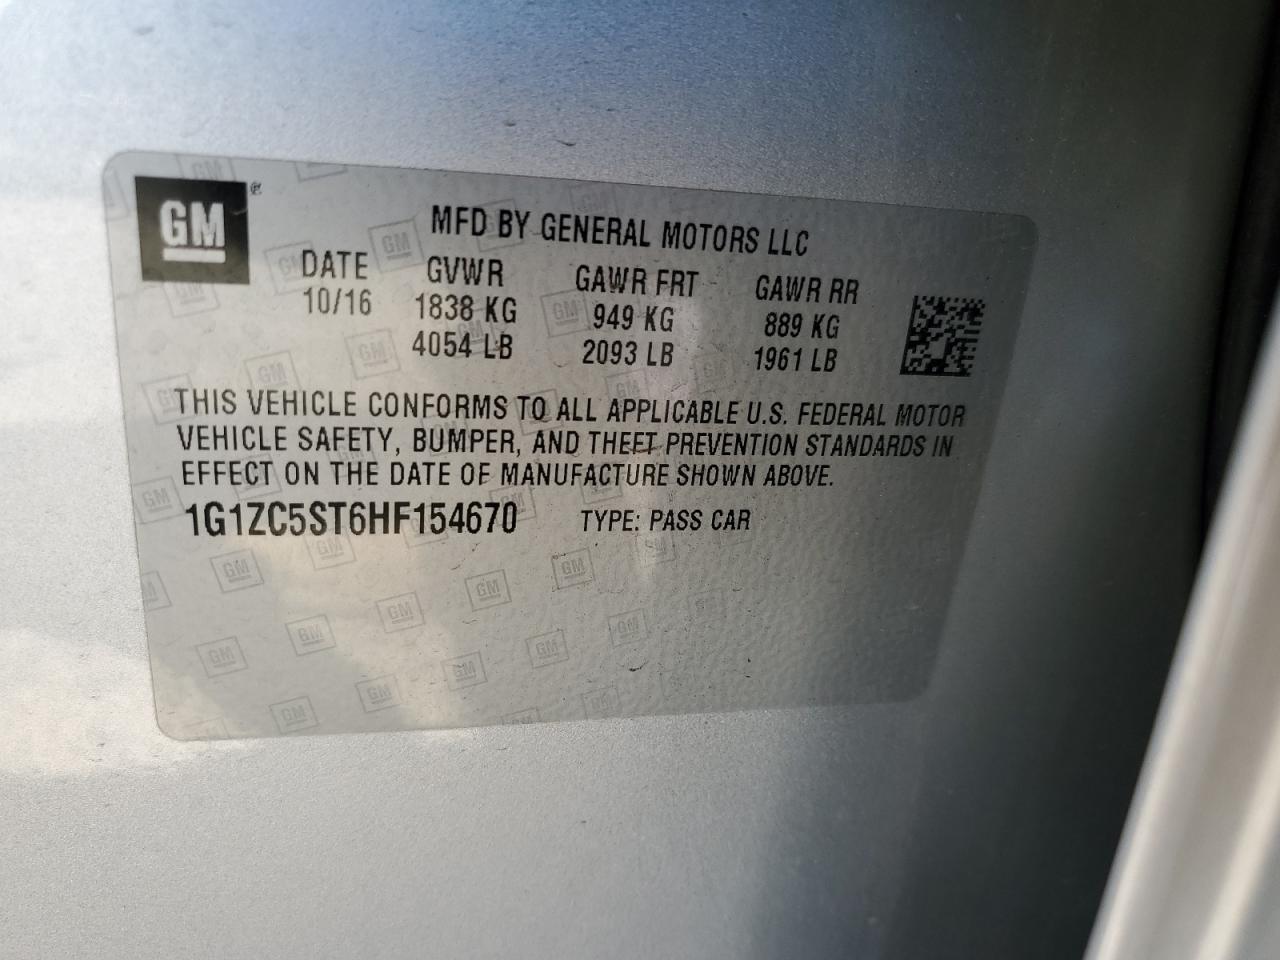 GM
MFD BY GENERAL MOTORS LLC
DATE GVWR GAWR FRT GAWR RR
10/16 1838 KG 949 KG 889 KG
4054 LB 2093 LB 1961 LB
THIS VEHICLE CONFORMS TO ALL APPLICABLE U.S. FEDERAL MOTOR
VEHICLE SAFETY, BUMPER, AND THEFT PREVENTION STANDARDS IN
EFFECT ON THE DATE OF MANUFACTURE SHOWN ABOVE.
1G1ZC5ST6HF154670 TYPE: PASS CAR